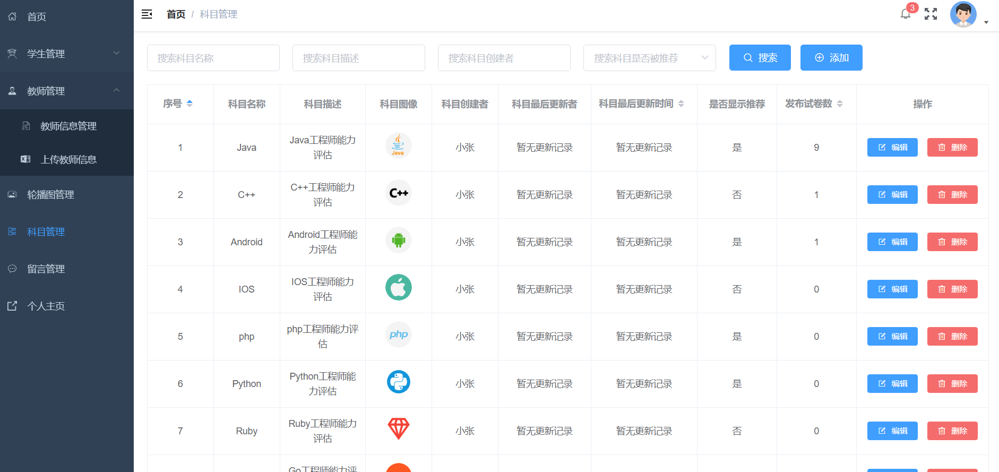 首页
学生管理
教师管理
教师信息管理
上传教师信息
轮播图管理
科目管理
留言管理
个人主页
首页 / 科目管理
3
搜索科目名称 搜索科目描述 搜索科目创建者 搜索科目是否被推荐 搜索 添加
序号 科目名称 科目描述 科目图像 科目创建者 科目最后更新者 科目最后更新时间 是否显示推荐 发布试卷数 操作
1 Java Java工程师能力评估 Java 小张 暂无更新记录 暂无更新记录 是 9 编辑 删除
2 C++ C++工程师能力评估 C++ 小张 暂无更新记录 暂无更新记录 否 1 编辑 删除
3 Android Android工程师能力评估 小张 暂无更新记录 暂无更新记录 是 1 编辑 删除
4 IOS IOS工程师能力评估 小张 暂无更新记录 暂无更新记录 否 0 编辑 删除
5 php php工程师能力评估 php 小张 暂无更新记录 暂无更新记录 是 0 编辑 删除
6 Python Python工程师能力评估 小张 暂无更新记录 暂无更新记录 是 0 编辑 删除
7 Ruby Ruby工程师能力评估 小张 暂无更新记录 暂无更新记录 否 0 编辑 删除
Go工程师能力评